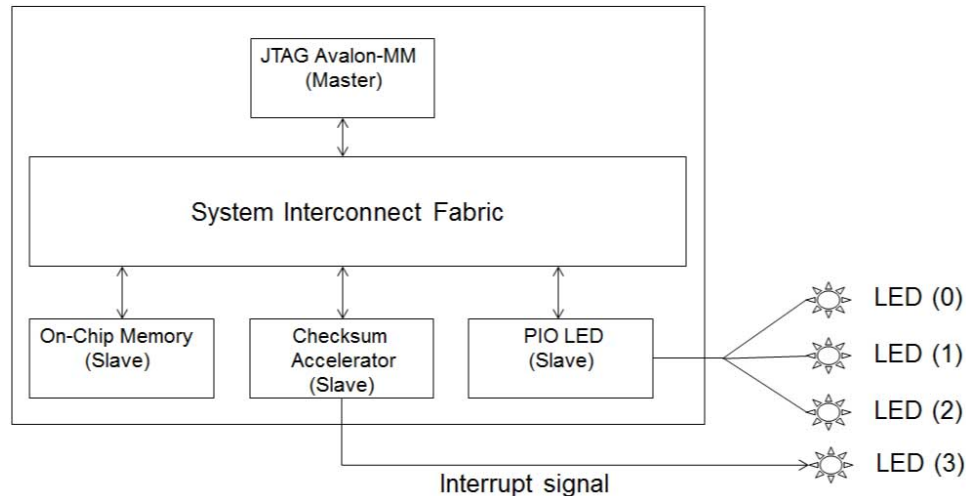 JTAG Avalon-MM
(Master)
System Interconnect Fabric
On-Chip Memory
(Slave)
Checksum
Accelerator
(Slave)
PIO LED
(Slave)
LED (0)
LED (1)
LED (2)
LED (3)
Interrupt signal